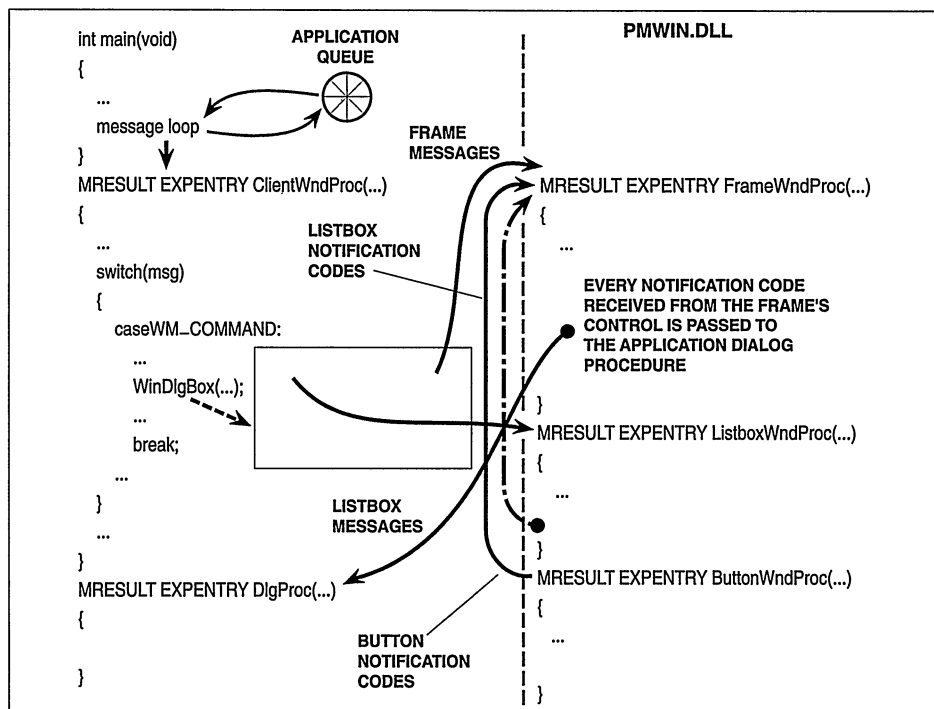 int main(void)
{
...
message loop
}
MRESULT EXPENTRY ClientWndProc(...)
{
...
switch(msg)
{
caseWM_COMMAND:
...
WinDlgBox(...);
...
break;
...
}
...
}
MRESULT EXPENTRY DlgProc(...)
{
}
APPLICATION
QUEUE
FRAME
MESSAGES
LISTBOX
NOTIFICATION
CODES
LISTBOX
MESSAGES
BUTTON
NOTIFICATION
CODES
PMWIN.DLL
MRESULT EXPENTRY FrameWndProc(...)
{
...
EVERY NOTIFICATION CODE
RECEIVED FROM THE FRAME'S
CONTROL IS PASSED TO
THE APPLICATION DIALOG
PROCEDURE
}
MRESULT EXPENTRY ListboxWndProc(...)
{
...
}
MRESULT EXPENTRY ButtonWndProc(...)
{
...
}